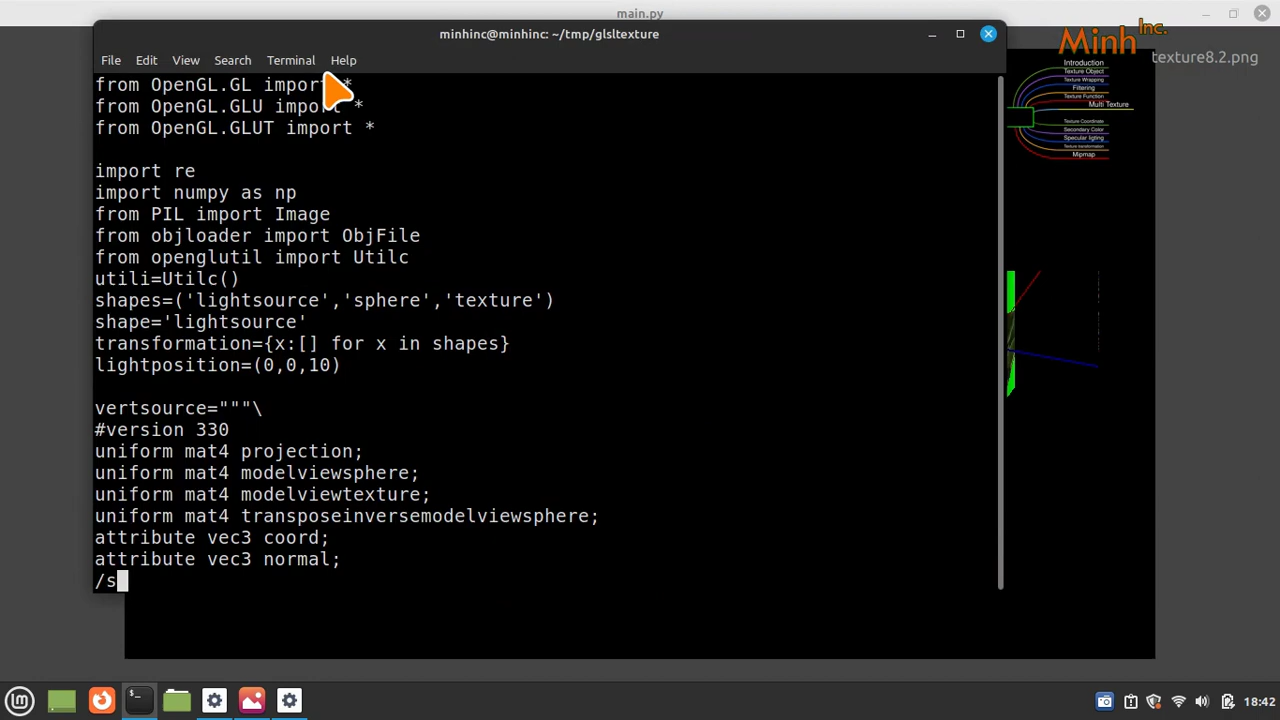 main.py
minhinc@minhinc: ~/tmp/glsltexture
Minh Inc.
texture8.2.png
File Edit View Search Terminal Help
from OpenGL.GL import *
from OpenGL.GLU import *
from OpenGL.GLUT import *
import re
import numpy as np
from PIL import Image
from objloader import ObjFile
from openglutil import Utilc
utili=Utilc()
shapes=('lightsource','sphere','texture')
shape='lightsource'
transformation={x:[] for x in shapes}
lightposition=(0,0,10)
vertsource="""\
#version 330
uniform mat4 projection;
uniform mat4 modelviewsphere;
uniform mat4 modelviewtexture;
uniform mat4 transposeinversemodelviewsphere;
attribute vec3 coord;
attribute vec3 normal;
/s
Introduction
Texture Object
Texture Wrapping
Filtering
Texture Function
Multi Texture
Texture Coordinate
Secondary Color
Specular ligting
Texture transformation
Mipmap
18:42